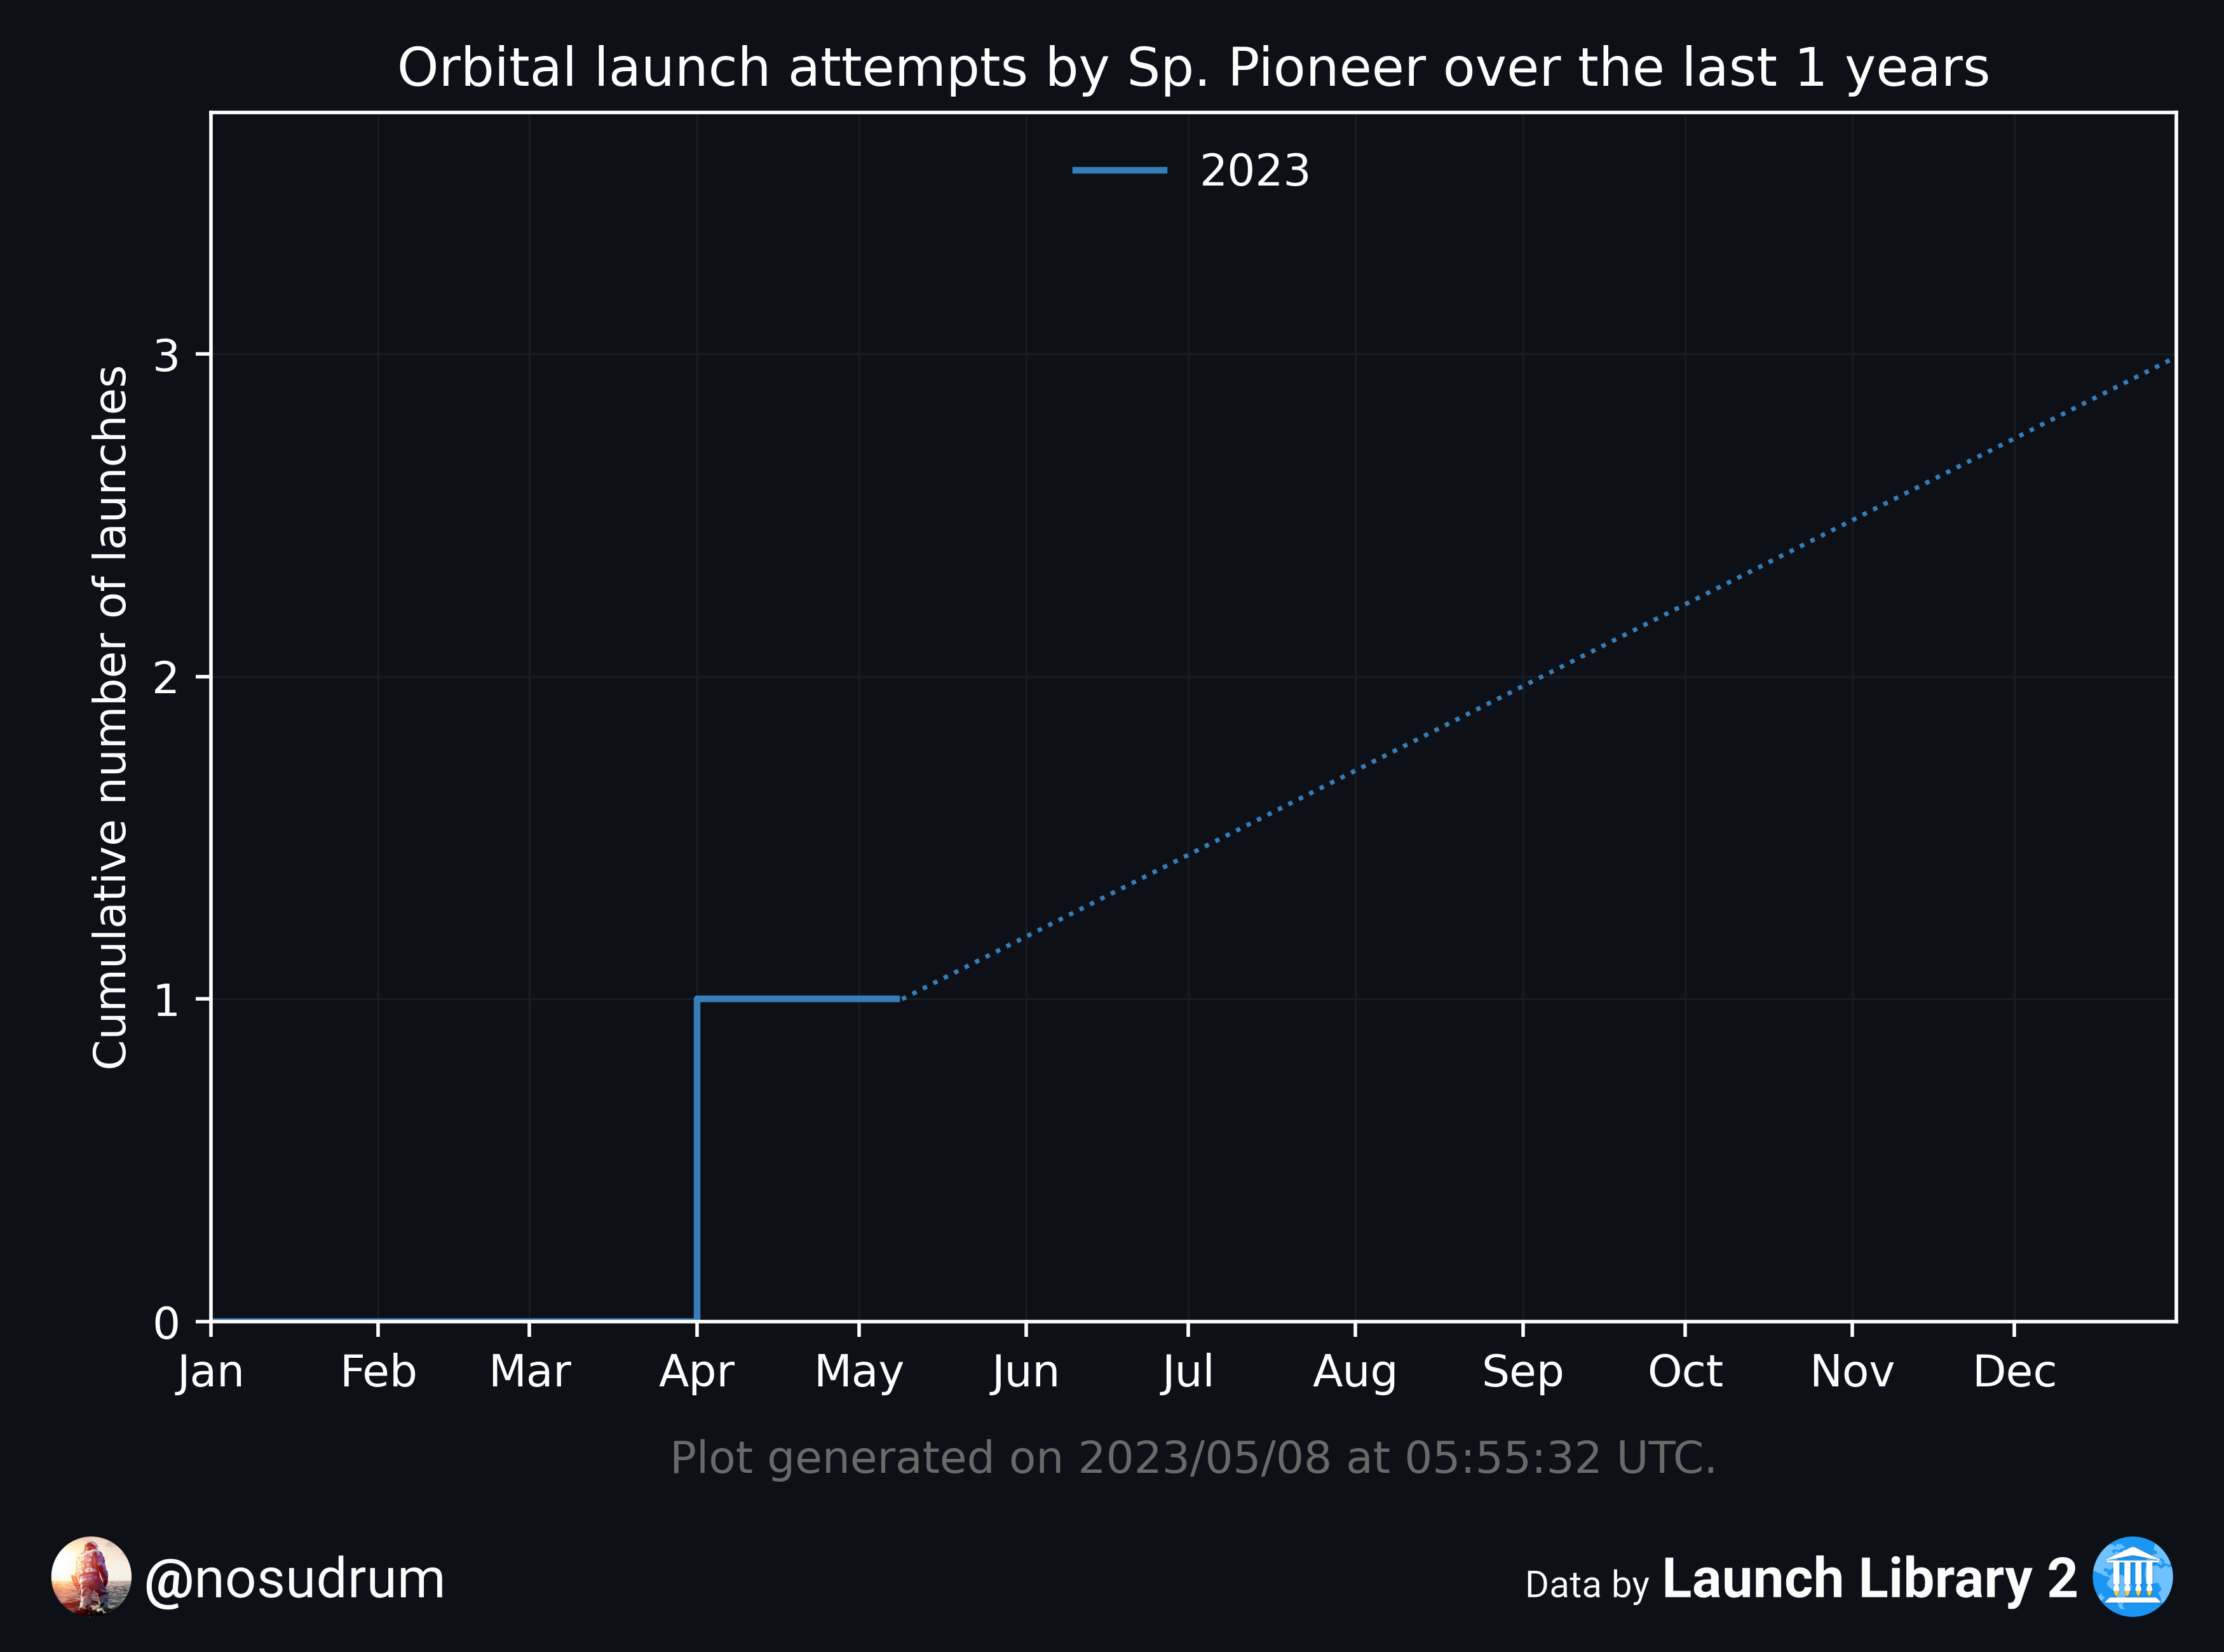 Orbital launch attempts by Sp. Pioneer over the last 1 years
2023
Cumulative number of launches
3
2
1
0
Jan Feb Mar Apr May Jun Jul Aug Sep Oct Nov Dec
Plot generated on 2023/05/08 at 05:55:32 UTC.
@nosudrum
Data by Launch Library 2